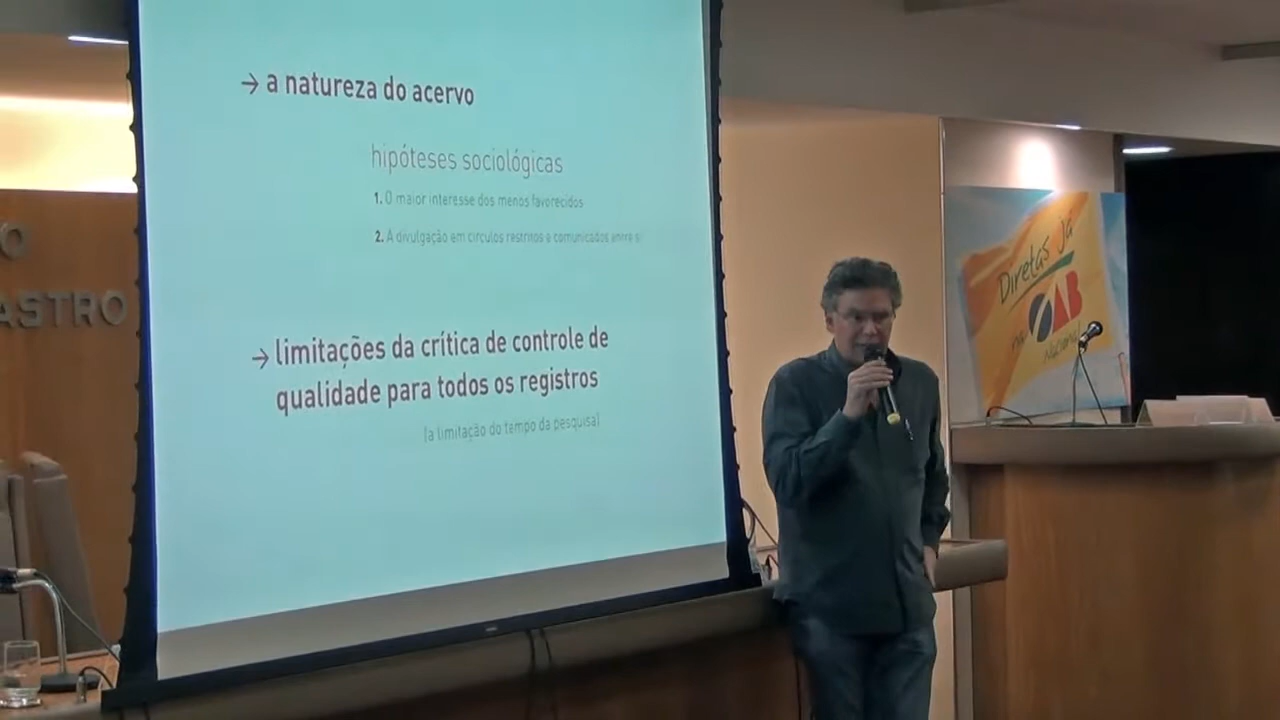 → a natureza do acervo
hipóteses sociológicas
1. O maior interesse dos menos favorecidos
2. A divulgação em círculos restritos e comunicados entre si
→ limitações da crítica de controle de
qualidade para todos os registros
(a limitação do tempo da pesquisa)
O
ASTRO
Diretas já
na OAB
Nacional